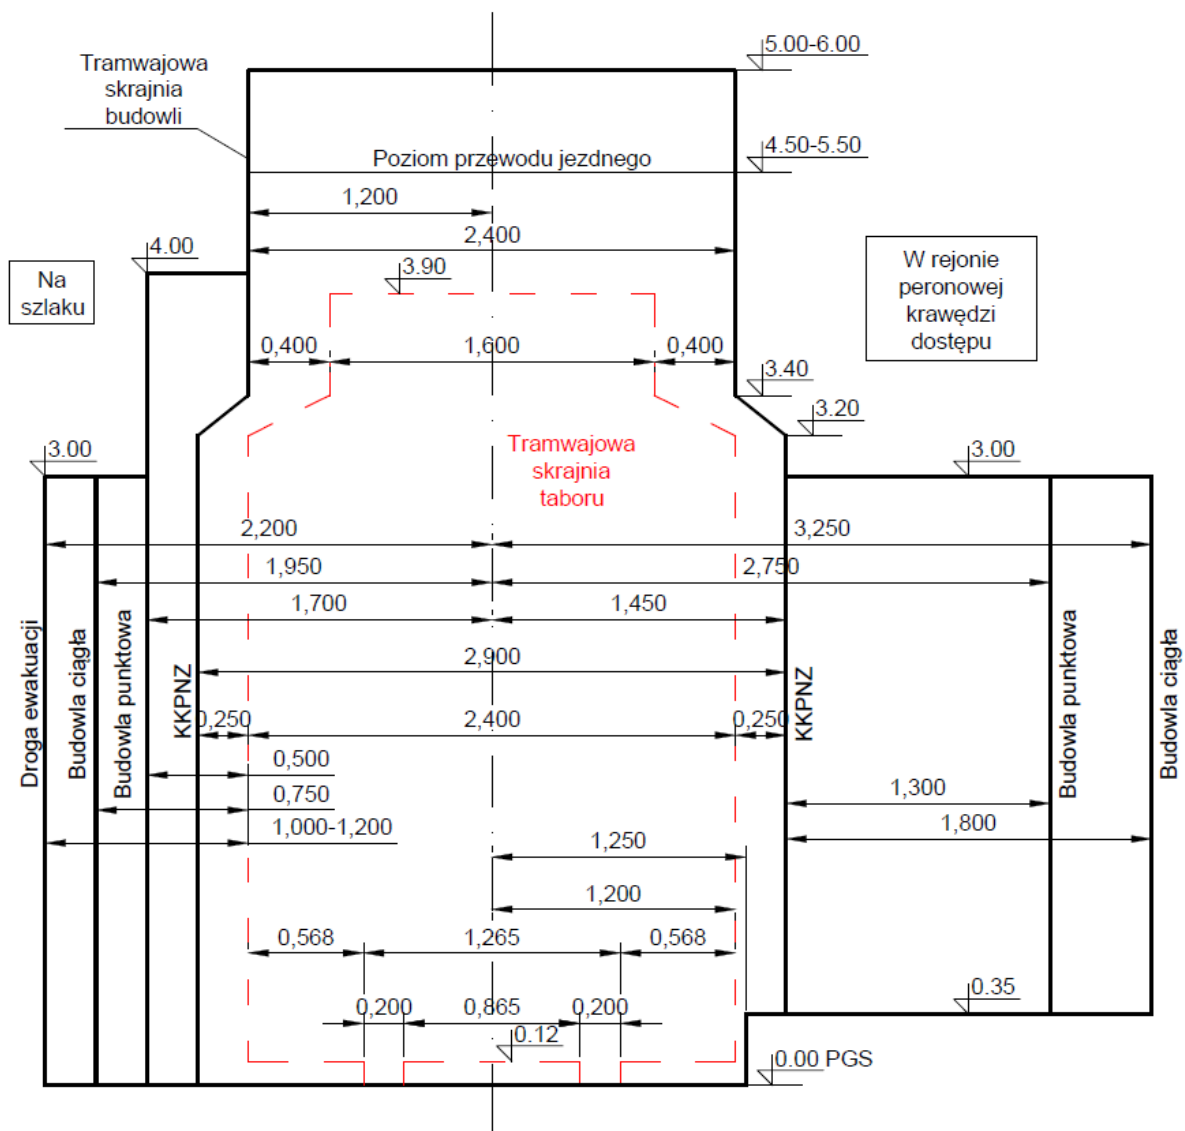 5.00-6.00
Tramwajowa
skrajnia
budowli
4.50-5.50
Poziom przewodu jezdnego
1,200
2,400
4.00
3.90
Na
szlaku
W rejonie
peronowej
krawędzi
dostępu
0,400
1,600
0,400
3.40
3.20
Tramwajowa
skrajnia
taboru
3.00
3.00
2,200
3,250
1,950
2,750
1,700
1,450
2,900
0,250
2,400
0,250
Droga ewakuacji
Budowla ciągła
Budowla punktowa
KKPNZ
KKPNZ
Budowla punktowa
Budowla ciągła
0,500
0,750
1,000-1,200
1,300
1,800
1,250
1,200
0,568
1,265
0,568
0,200
0,865
0,200
0.12
0.35
0.00 PGS